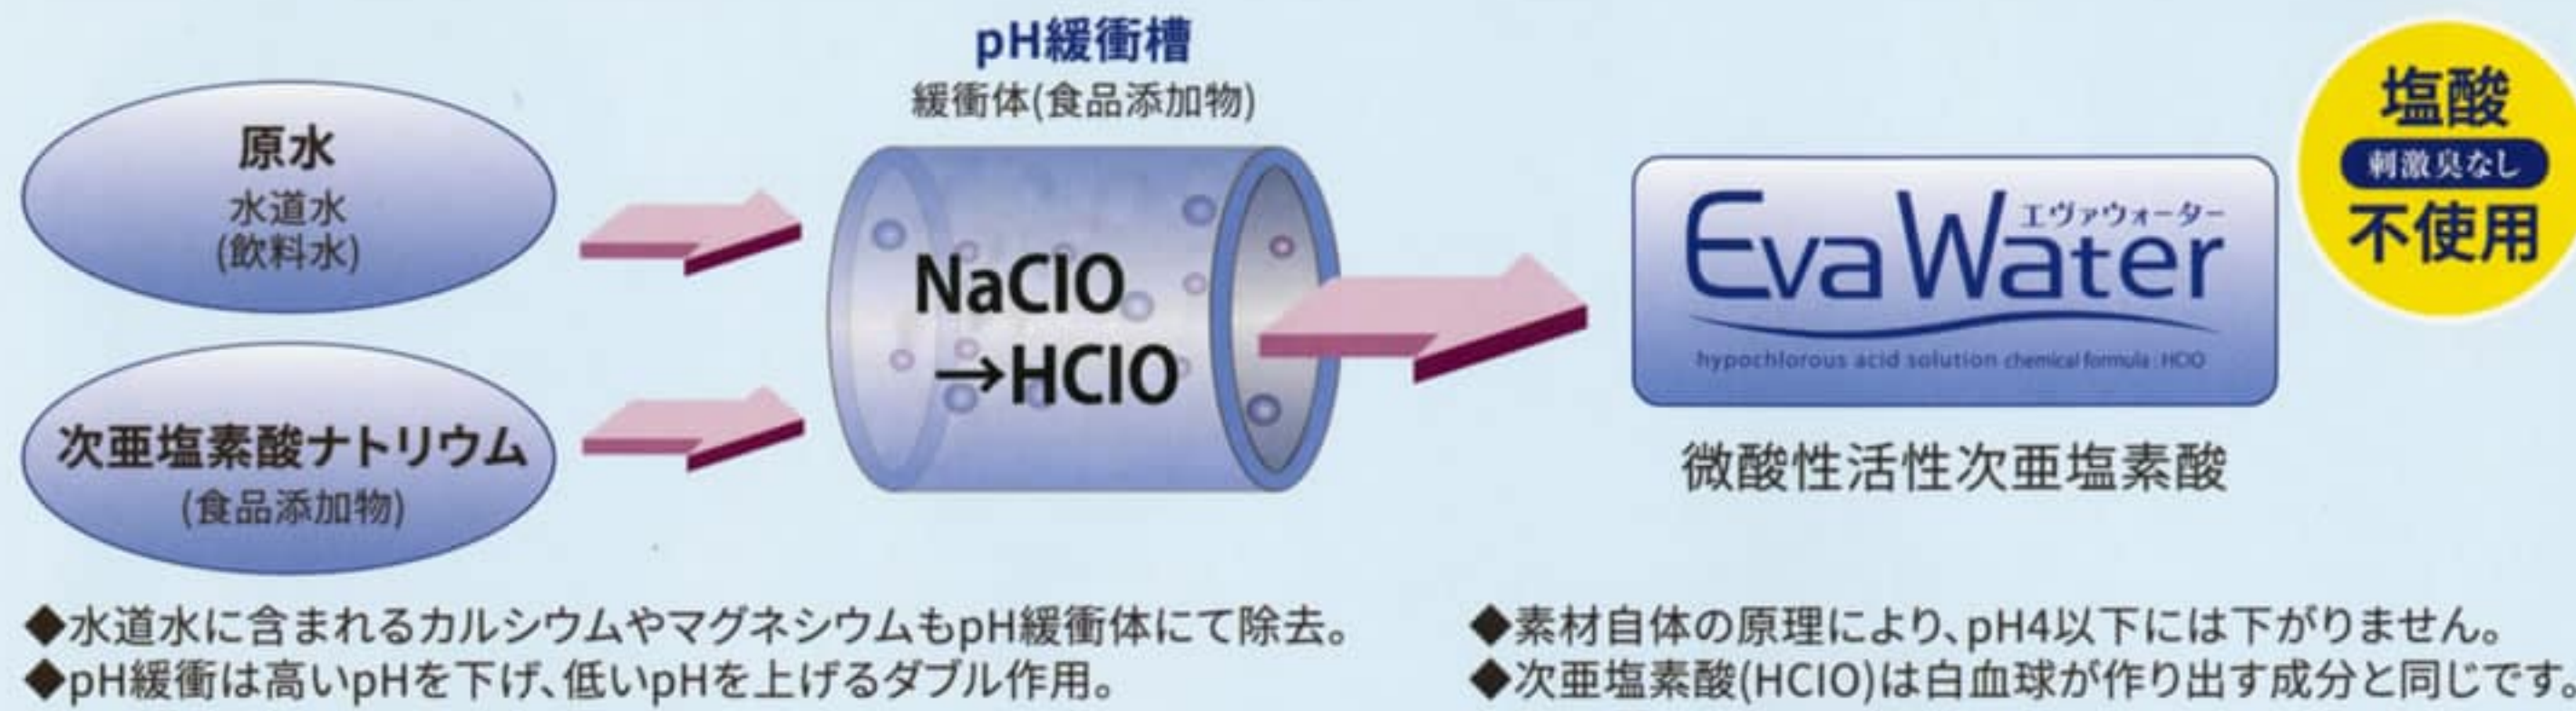 pH緩衝槽
緩衝体(食品添加物)
原水
水道水
(飲料水)
次亜塩素酸ナトリウム
(食品添加物)
NaClO
→HClO
エヴァウォーター
Eva Water
hypochlorous acid solution chemical formula : HClO
微酸性活性次亜塩素酸
塩酸
刺激臭なし
不使用
◆水道水に含まれるカルシウムやマグネシウムもpH緩衝体にて除去。
◆pH緩衝は高いpHを下げ、低いpHを上げるダブル作用。
◆素材自体の原理により、pH4以下には下がりません。
◆次亜塩素酸(HClO)は白血球が作り出す成分と同じです。